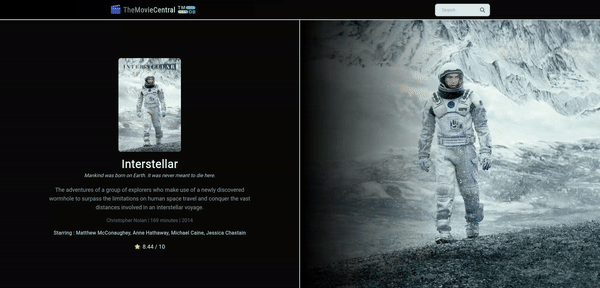 TheMovieCentral TM DB
Search ...
INTERSTELLAR
Interstellar
Mankind was born on Earth. It was never meant to die here.
The adventures of a group of explorers who make use of a newly discovered
wormhole to surpass the limitations on human space travel and conquer the vast
distances involved in an interstellar voyage.
Christopher Nolan | 169 minutes | 2014
Starring : Matthew McConaughey, Anne Hathaway, Michael Caine, Jessica Chastain
8.44 / 10